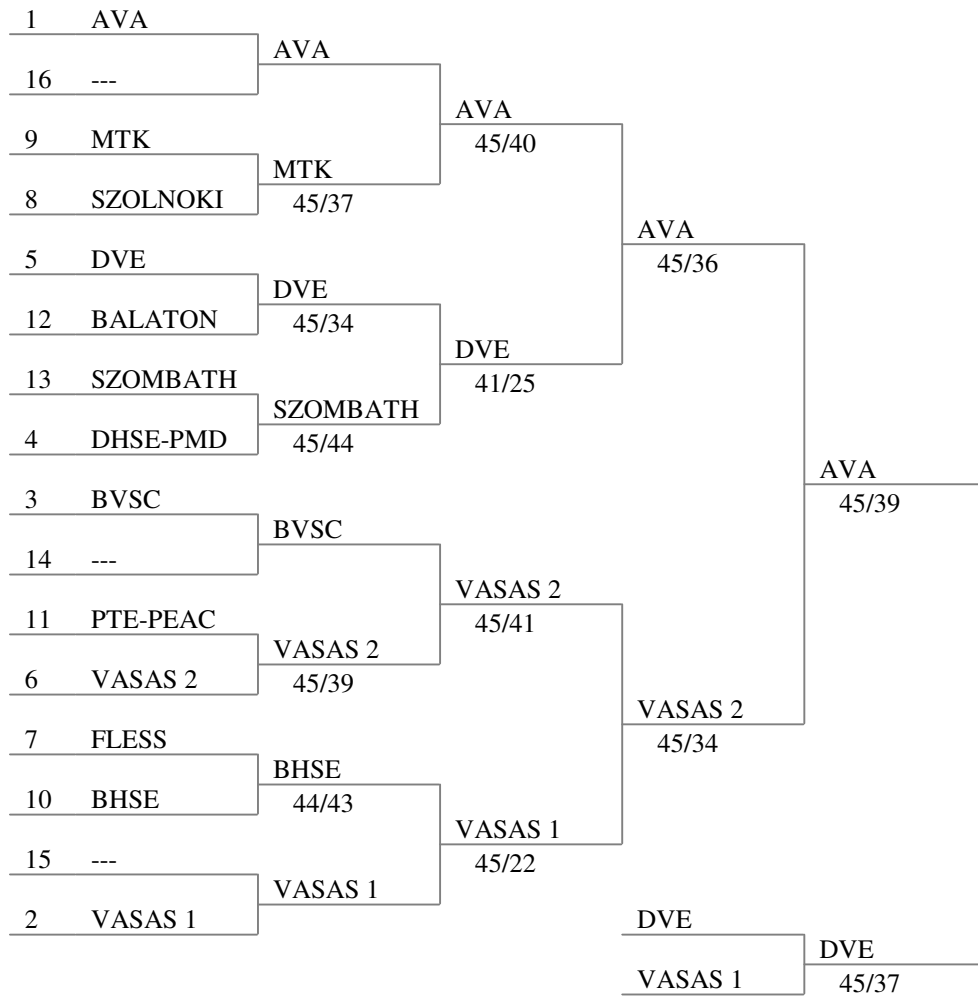 1 AVA
AVA
16 ---
AVA
45/40
9 MTK
MTK
45/37
8 SZOLNOKI
AVA
45/36
5 DVE
DVE
45/34
12 BALATON
DVE
41/25
13 SZOMBATH
SZOMBATH
45/44
4 DHSE-PMD
AVA
45/39
3 BVSC
BVSC
14 ---
VASAS 2
45/41
11 PTE-PEAC
VASAS 2
45/39
6 VASAS 2
VASAS 2
45/34
7 FLESS
BHSE
44/43
10 BHSE
VASAS 1
45/22
15 ---
VASAS 1
2 VASAS 1
DVE
DVE
45/37
VASAS 1